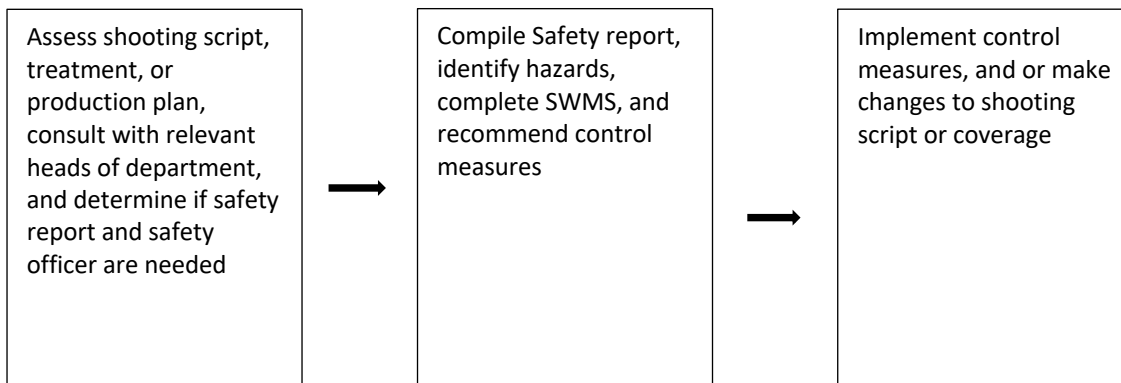 Assess shooting script,
treatment, or
production plan,
consult with relevant
heads of department,
and determine if safety
report and safety
officer are needed
Compile Safety report,
identify hazards,
complete SWMS, and
recommend control
measures
Implement control
measures, and or make
changes to shooting
script or coverage